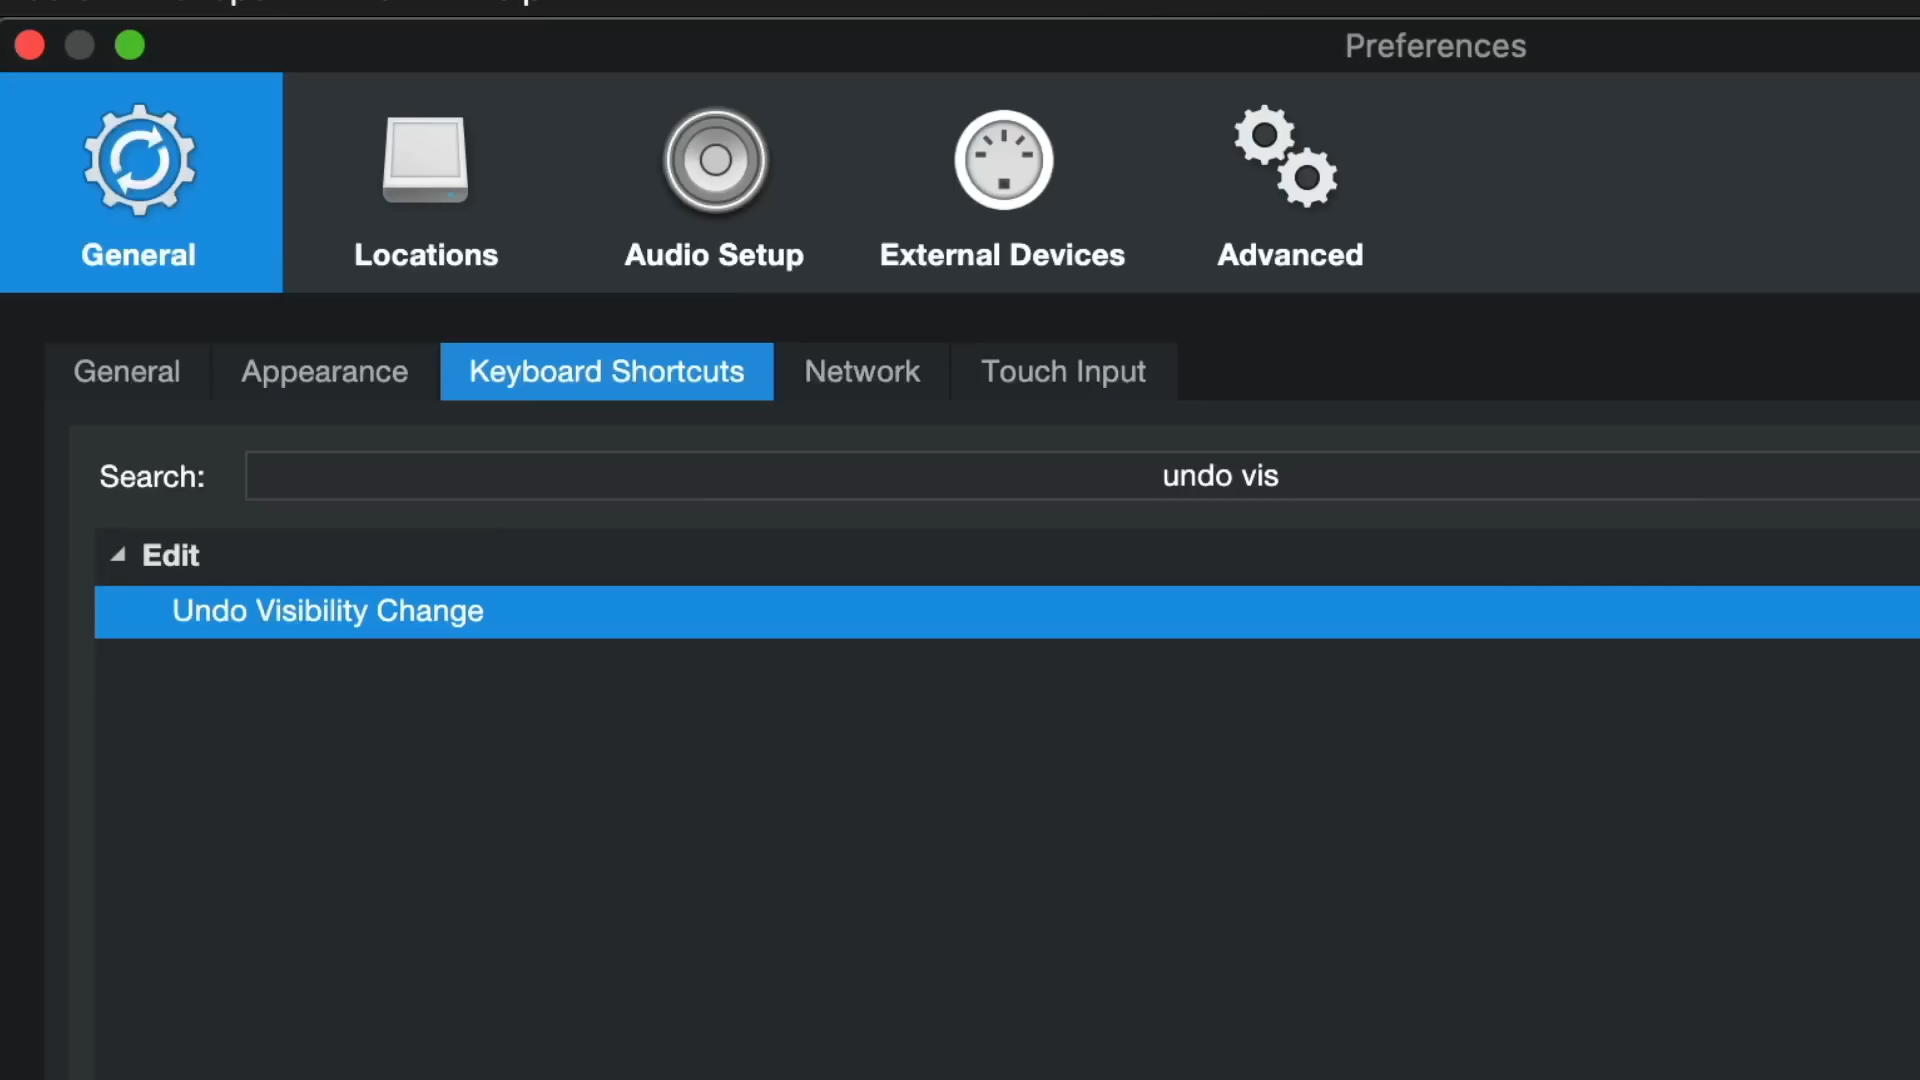 Preferences
General Locations Audio Setup External Devices Advanced
General Appearance Keyboard Shortcuts Network Touch Input
Search: undo vis
Edit
Undo Visibility Change